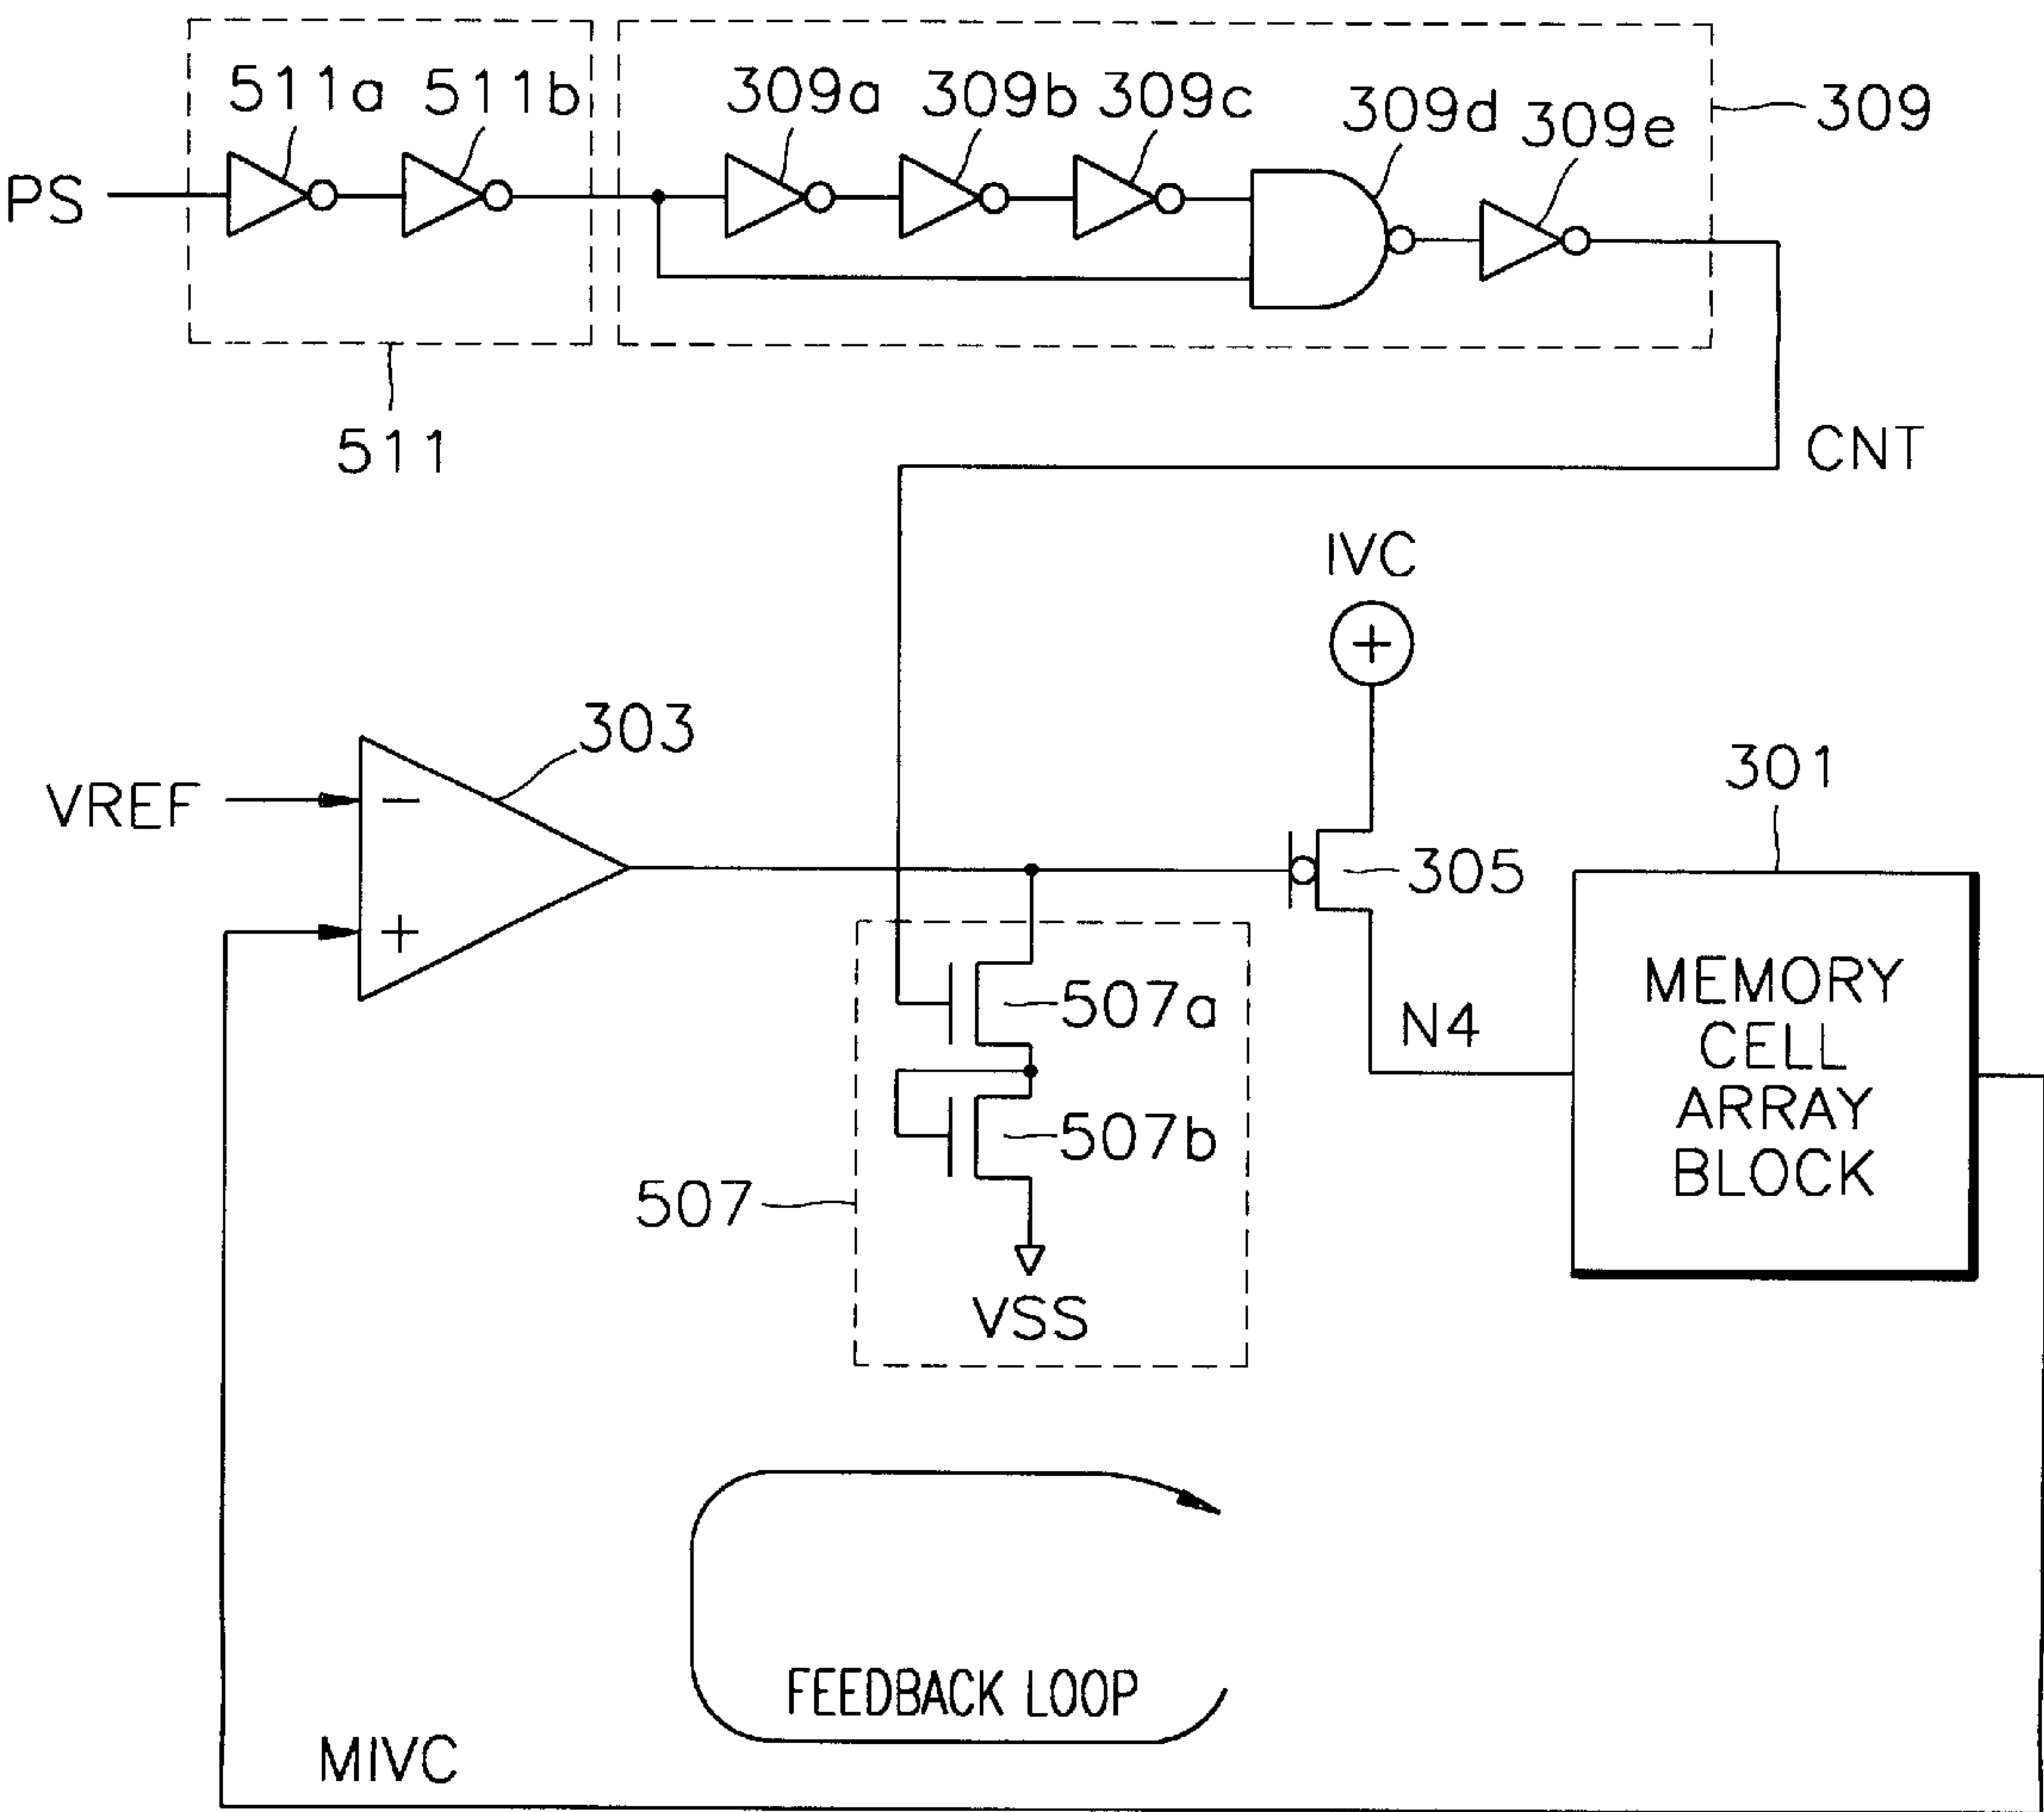 511a 511b 309a 309b 309c 309d 309e 309
PS
511
CNT
IVC
303
VREF
−
+
305
301
MEMORY
CELL
ARRAY
BLOCK
507a
N4
507b
507
VSS
FEEDBACK LOOP
MIVC